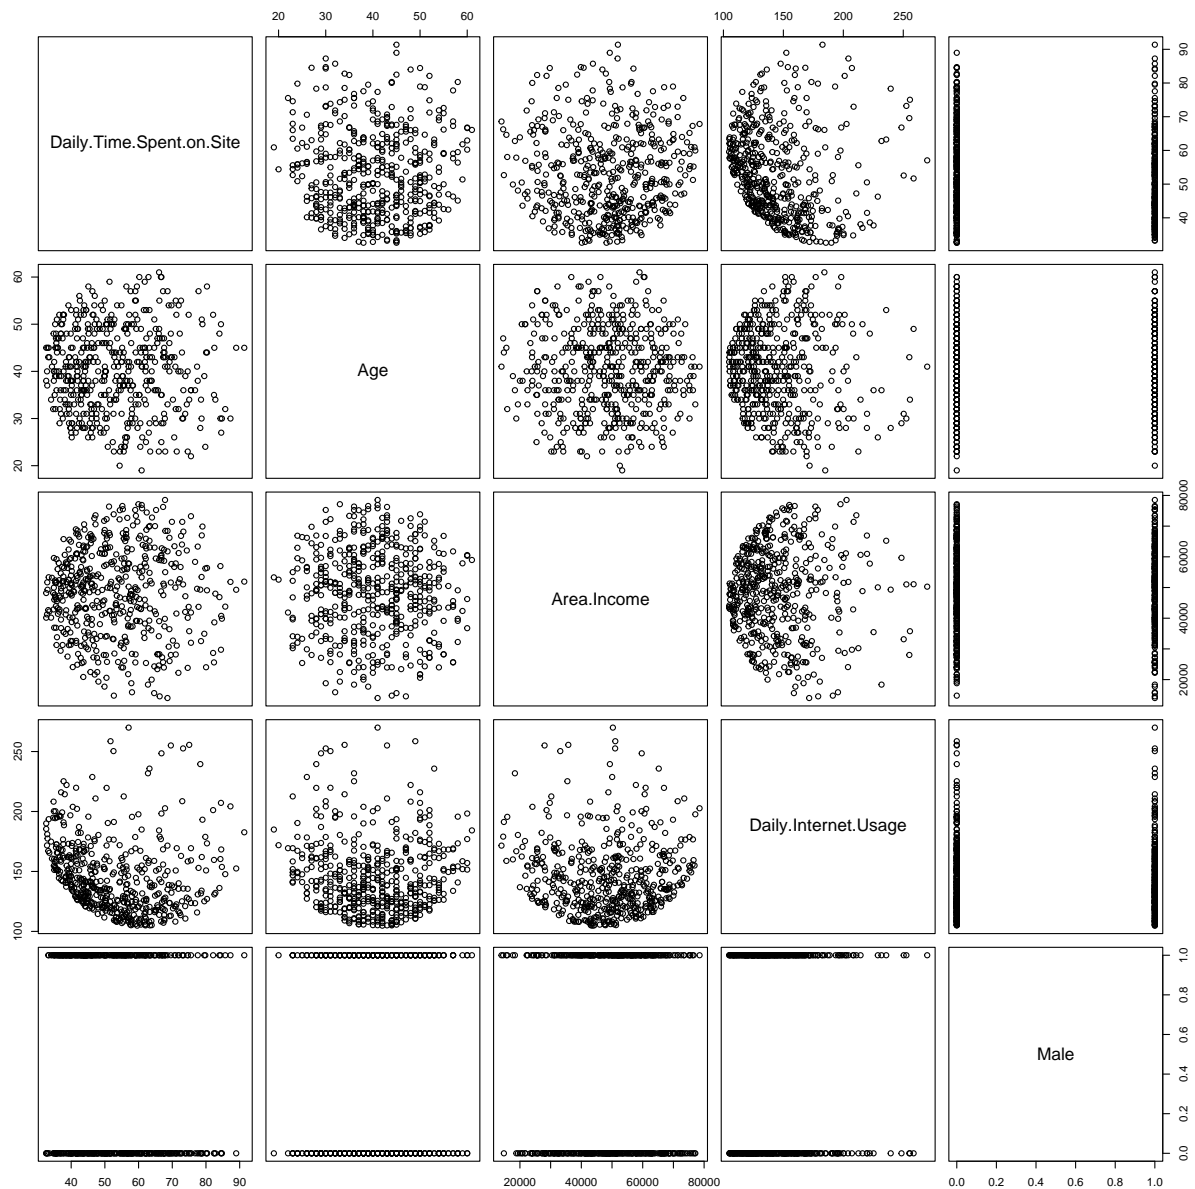 20 30 40 50 60 100 150 200 250
Daily.Time.Spent.on.Site
40 50 60 70 80 90
20 30 40 50 60
Age
Area.Income
20000 40000 60000 80000
100 150 200 250
Daily.Internet.Usage
Male
0.0 0.2 0.4 0.6 0.8 1.0
40 50 60 70 80 90 20000 40000 60000 80000 0.0 0.2 0.4 0.6 0.8 1.0